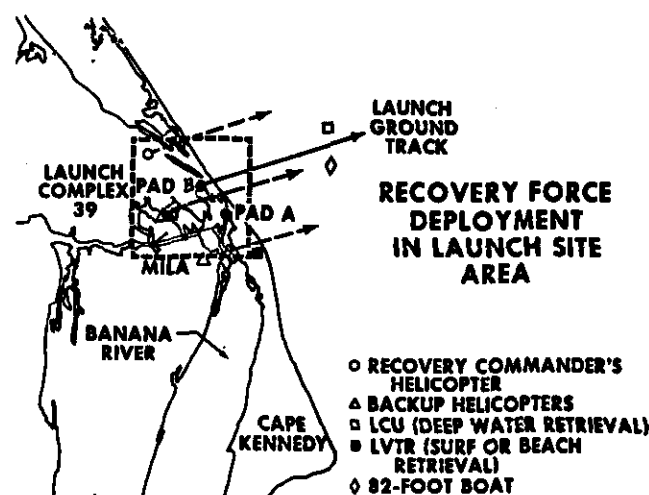 LAUNCH
GROUND
TRACK
LAUNCH
COMPLEX
39
PAD B
PAD A
MILA
RECOVERY FORCE
DEPLOYMENT
IN LAUNCH SITE
AREA
BANANA
RIVER
CAPE
KENNEDY
RECOVERY COMMANDER'S
HELICOPTER
BACKUP HELICOPTERS
LCU (DEEP WATER RETRIEVAL)
LVTR (SURF OR BEACH
RETRIEVAL)
82-FOOT BOAT